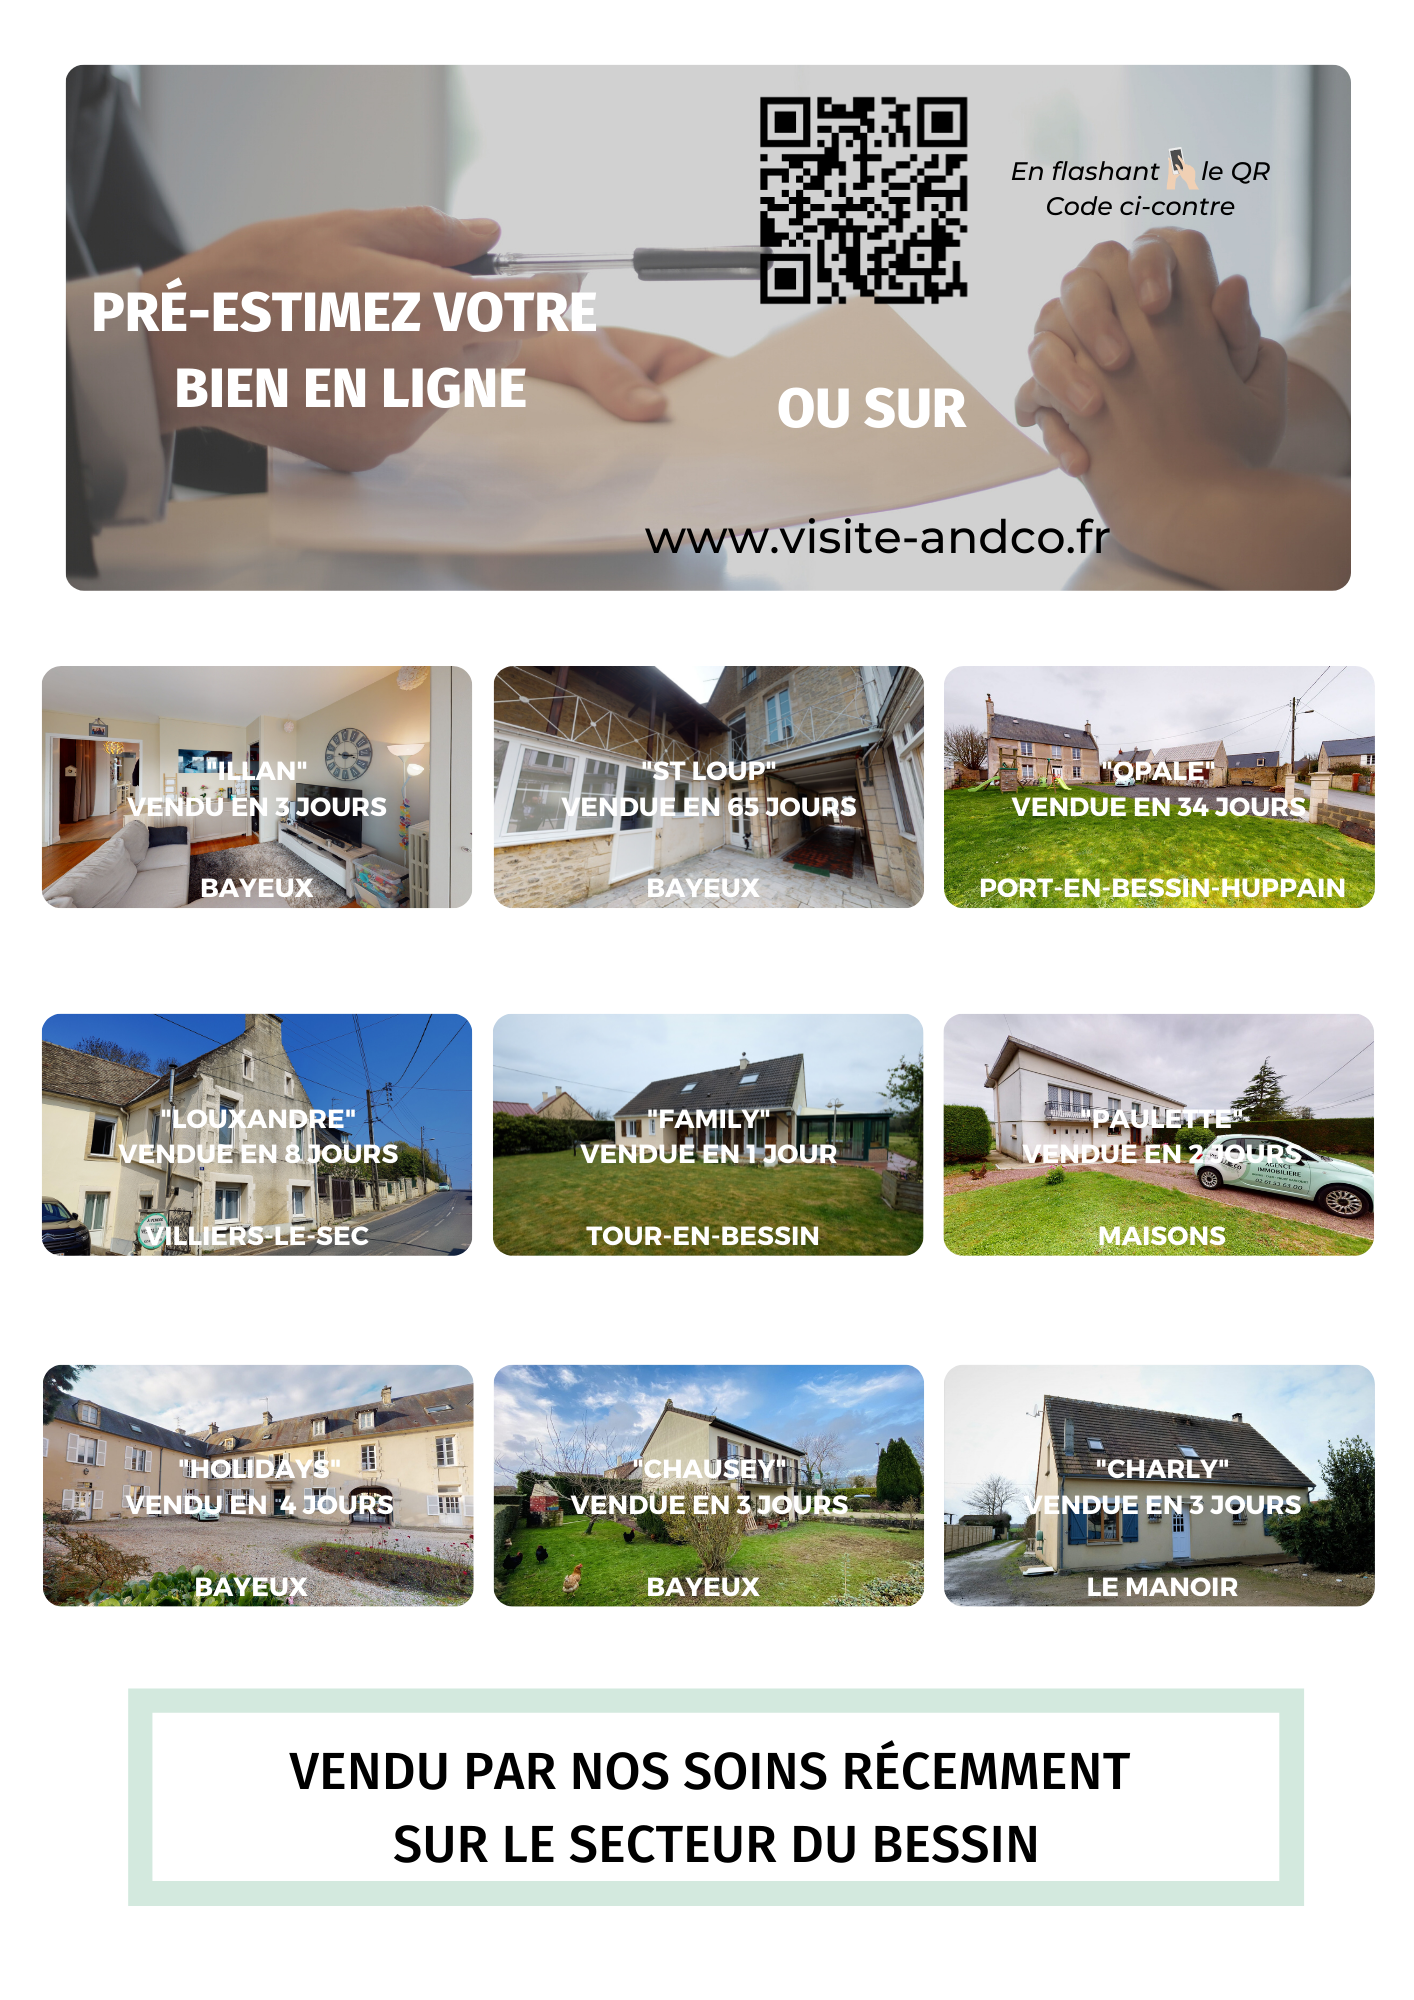 En flashant le QR
Code ci-contre
PRÉ-ESTIMEZ VOTRE
BIEN EN LIGNE
OU SUR
www.visite-andco.fr
"ILLAN"
VENDU EN 3 JOURS
BAYEUX
"ST LOUP"
VENDUE EN 65 JOURS
BAYEUX
"OPALE"
VENDUE EN 34 JOURS
PORT-EN-BESSIN-HUPPAIN
"LOUXANDRE"
VENDUE EN 8 JOURS
VILLIERS-LE-SEC
"FAMILY"
VENDUE EN 1 JOUR
TOUR-EN-BESSIN
"PAULETTE"
VENDUE EN 2 JOURS
AGENCE
IMMOBILIÈRE
MAISONS
"HOLIDAYS"
VENDU EN 4 JOURS
BAYEUX
"CHAUSEY"
VENDUE EN 3 JOURS
BAYEUX
"CHARLY"
VENDUE EN 3 JOURS
LE MANOIR
VENDU PAR NOS SOINS RÉCEMMENT
SUR LE SECTEUR DU BESSIN